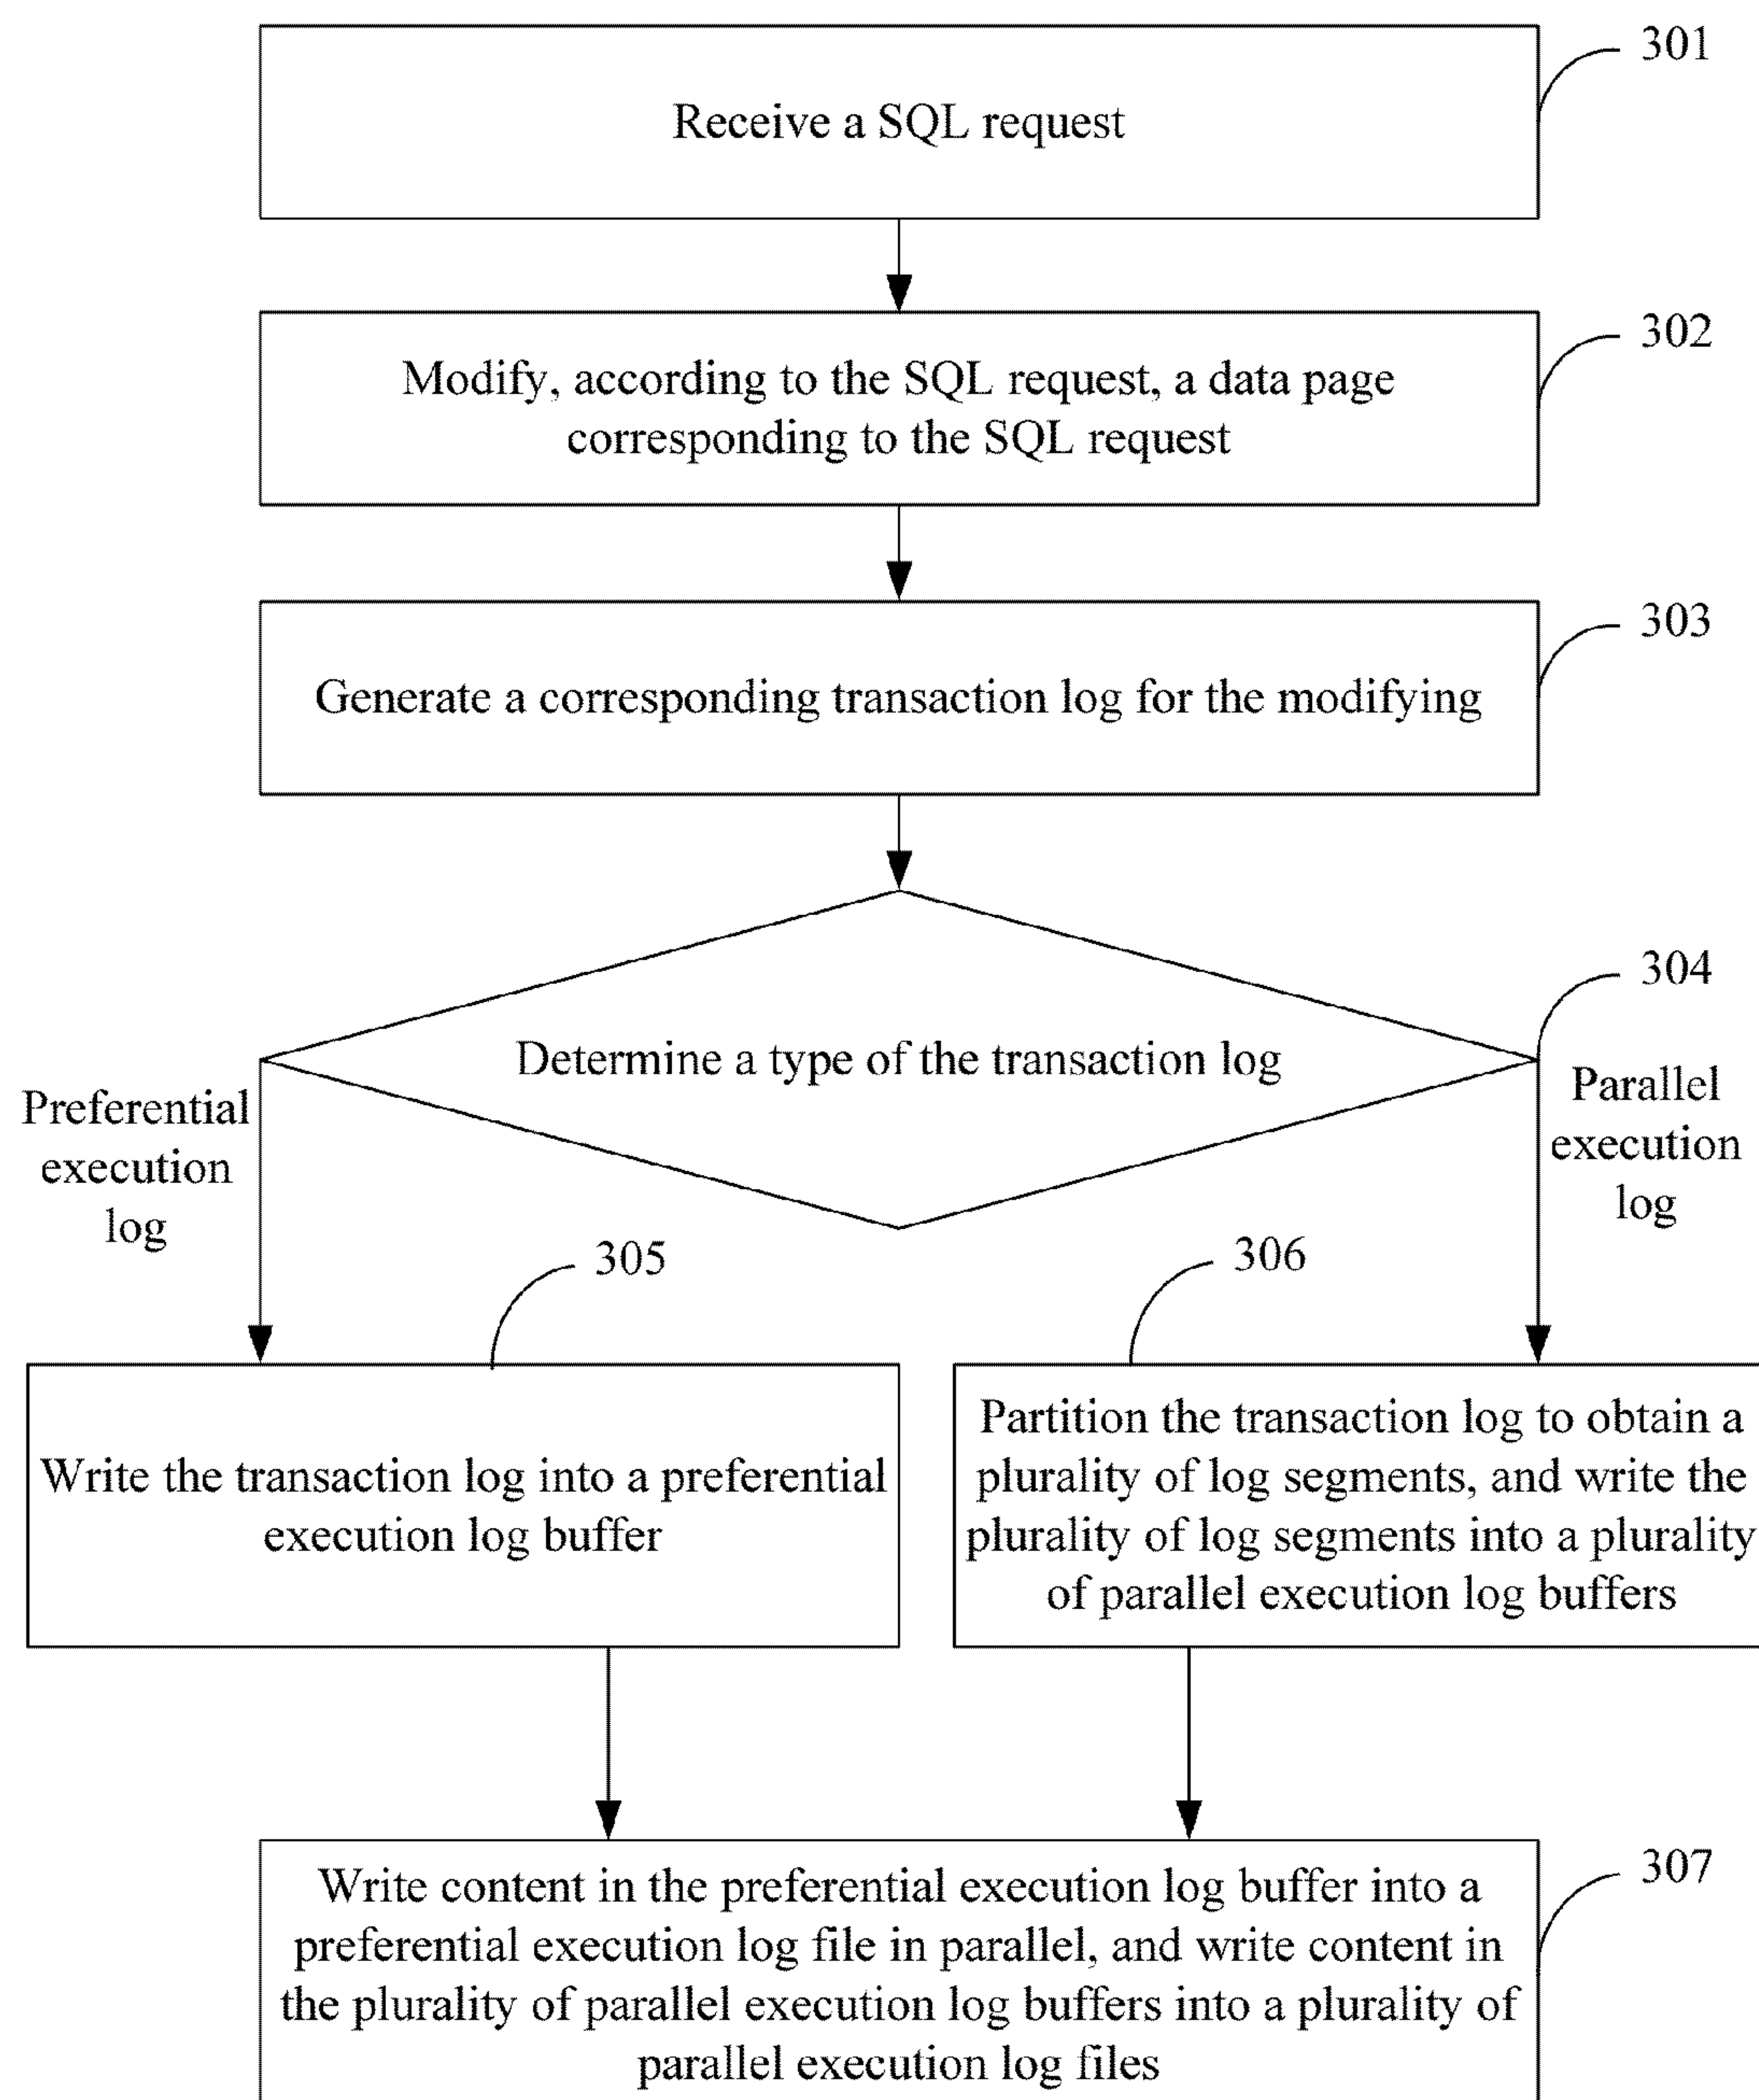 301
Receive a SQL request
302
Modify, according to the SQL request, a data page
corresponding to the SQL request
303
Generate a corresponding transaction log for the modifying
304
Determine a type of the transaction log
Preferential
execution
log
Parallel
execution
log
305
306
Write the transaction log into a preferential
execution log buffer
Partition the transaction log to obtain a
plurality of log segments, and write the
plurality of log segments into a plurality
of parallel execution log buffers
307
Write content in the preferential execution log buffer into a
preferential execution log file in parallel, and write content in
the plurality of parallel execution log buffers into a plurality of
parallel execution log files